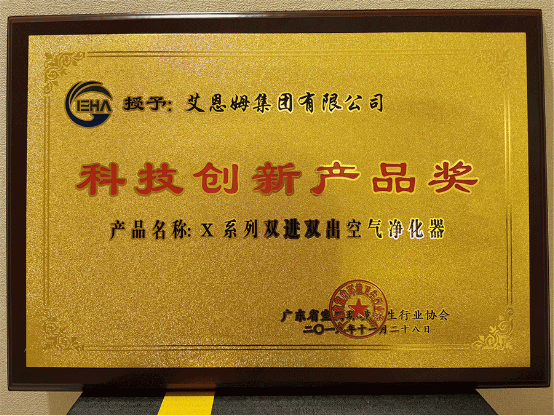 IEHA 授予: 艾恩姆集团有限公司
科技创新产品奖
产品名称: X 系列双进双出空气净化器
广东省室 生行业协会
二〇一 年十一月二十八日